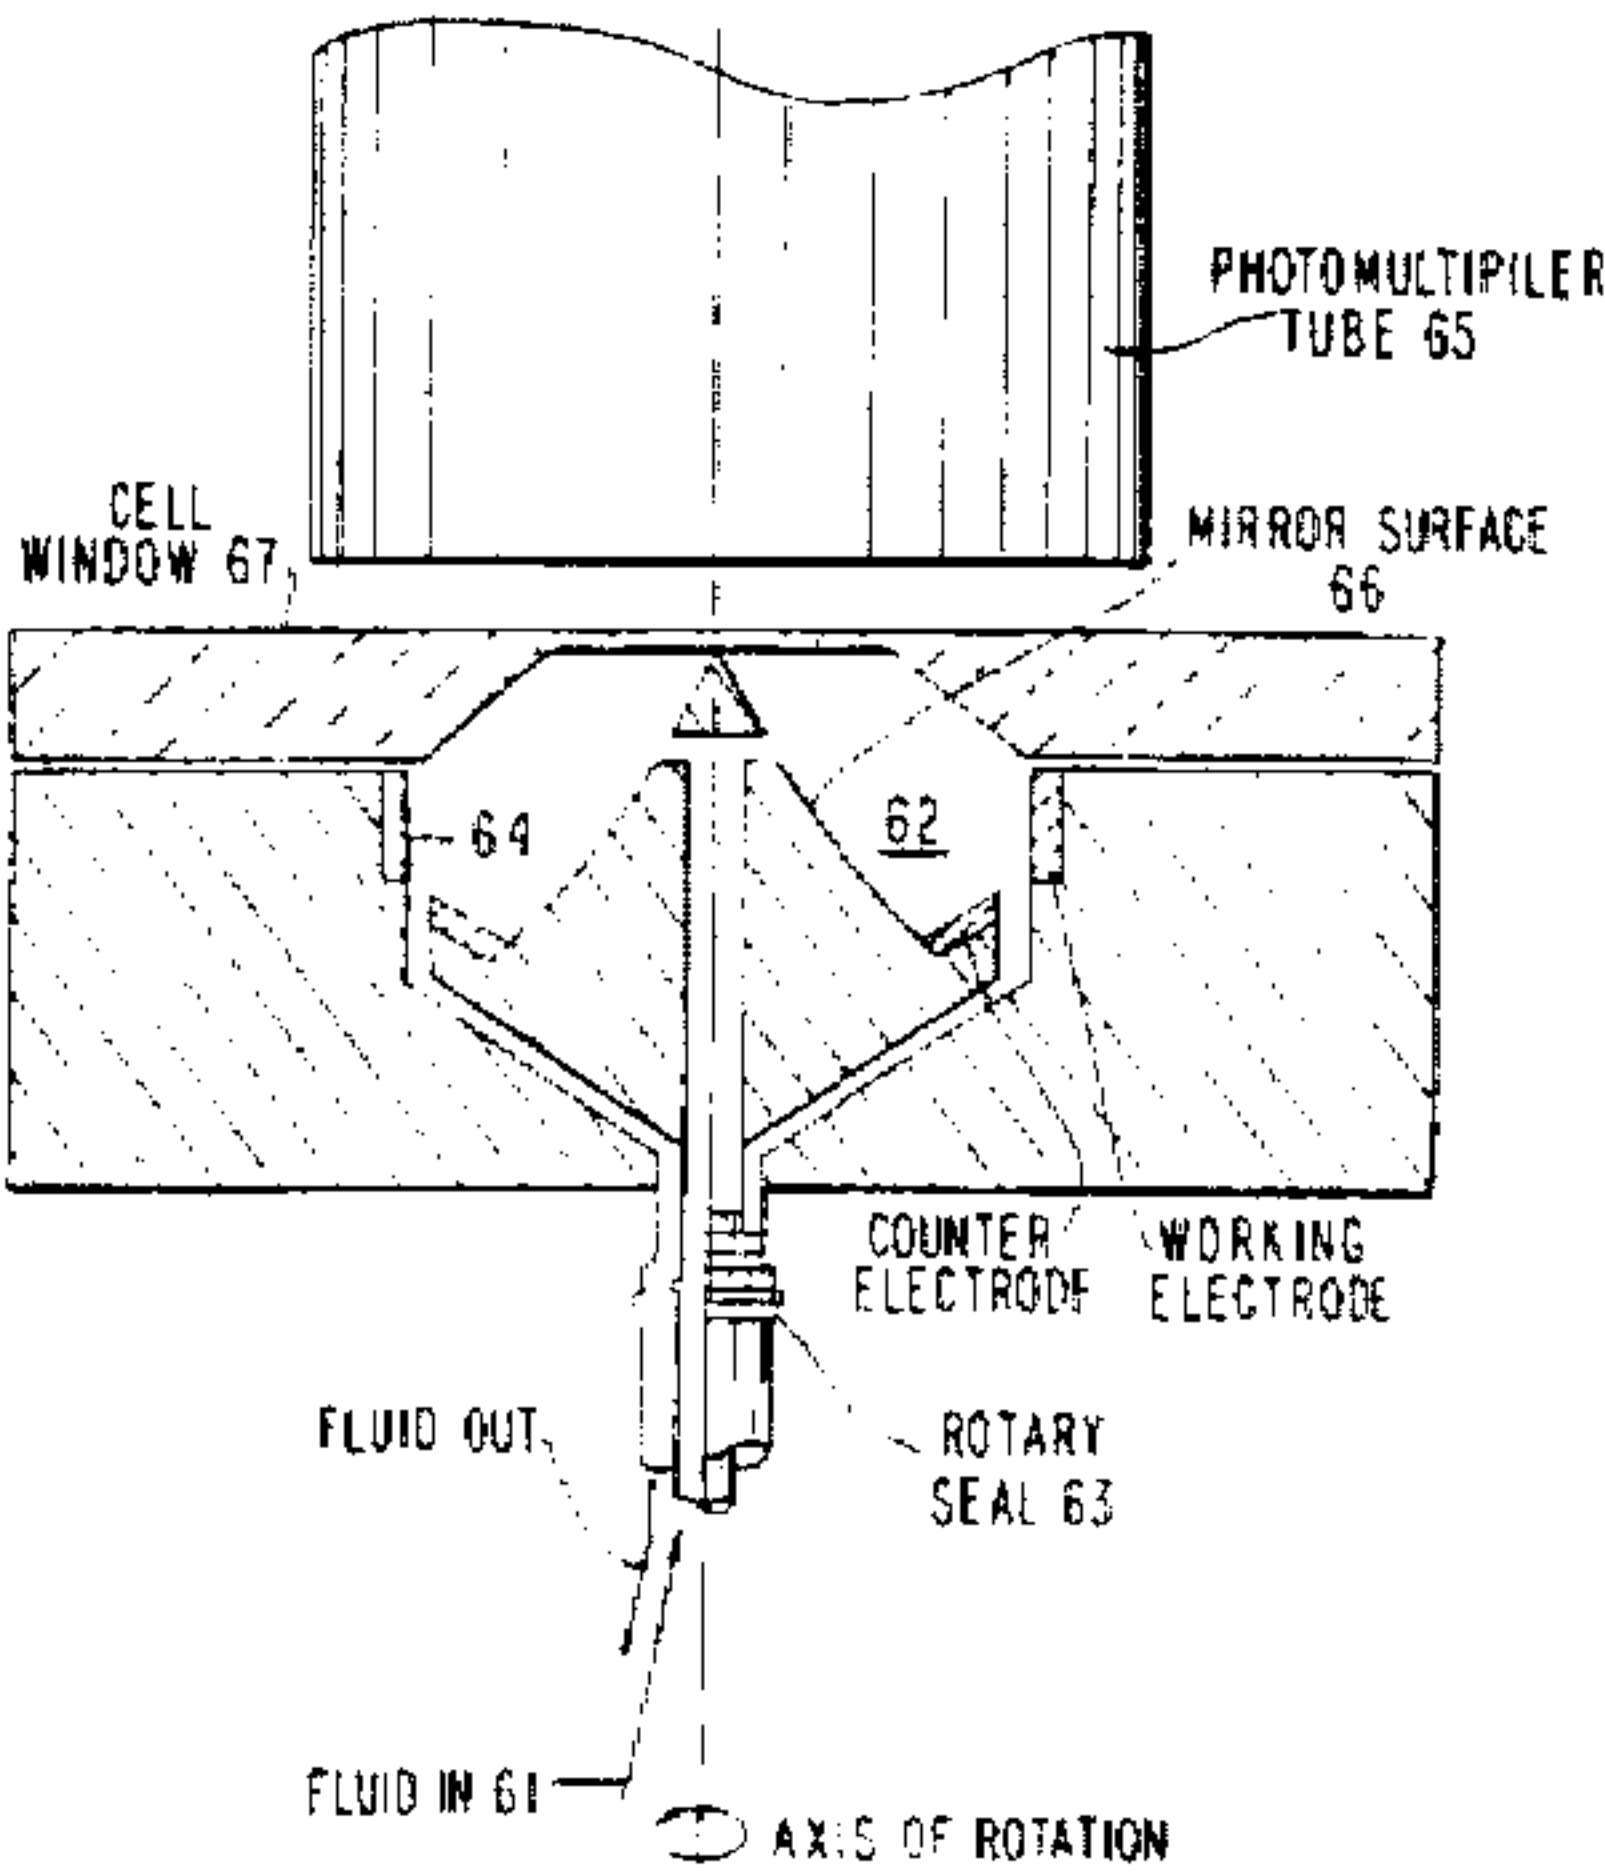 PHOTOMULTIPILER
TUBE 65
CELL
WINDOW 67
MIRROR SURFACE
66
62
64
COUNTER
ELECTRODE
WORKING
ELECTRODE
FLUID OUT
ROTARY
SEAL 63
FLUID IN 61
AXIS OF ROTATION